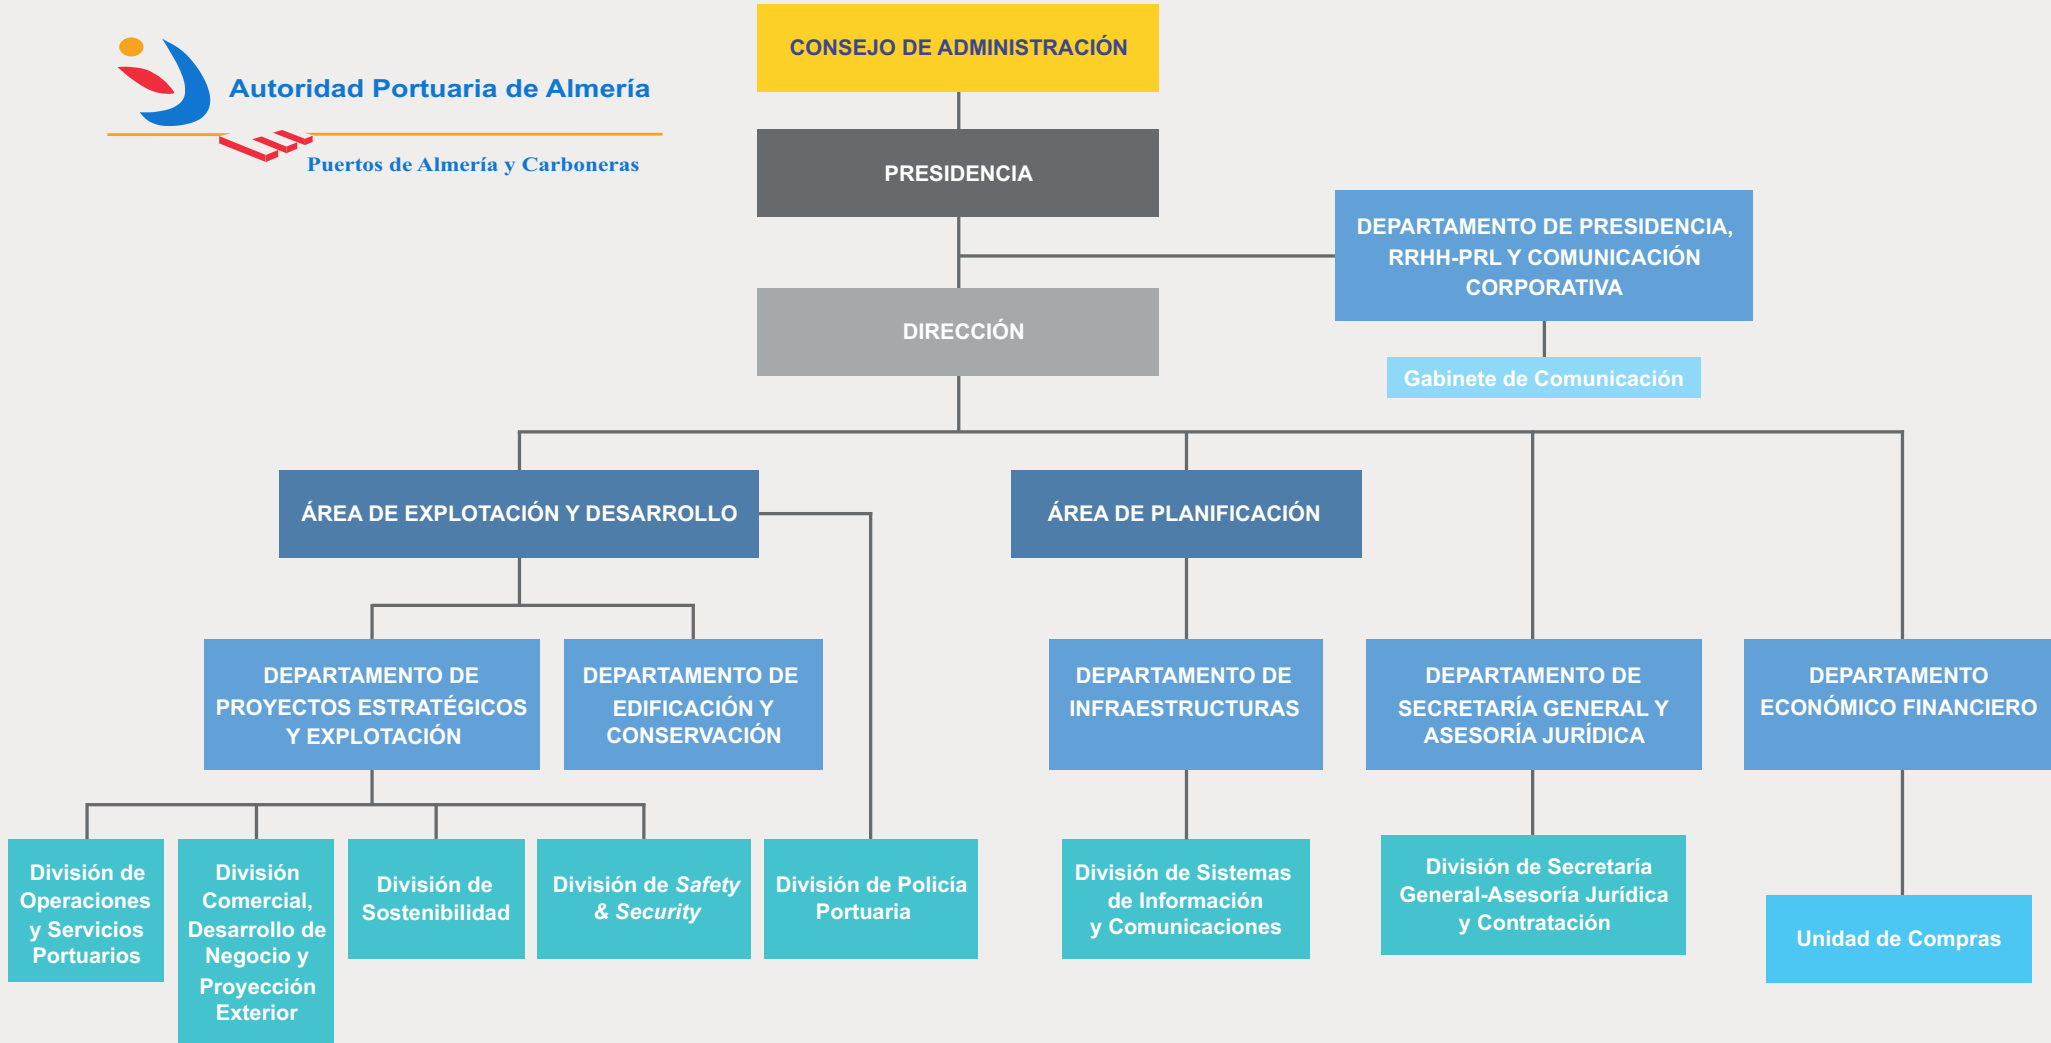 Autoridad Portuaria de Almería
Puertos de Almería y Carboneras
CONSEJO DE ADMINISTRACIÓN
PRESIDENCIA
DEPARTAMENTO DE PRESIDENCIA,
RRHH-PRL Y COMUNICACIÓN
CORPORATIVA
DIRECCIÓN
Gabinete de Comunicación
ÁREA DE EXPLOTACIÓN Y DESARROLLO
ÁREA DE PLANIFICACIÓN
DEPARTAMENTO DE
PROYECTOS ESTRATÉGICOS
Y EXPLOTACIÓN
DEPARTAMENTO DE
EDIFICACIÓN Y
CONSERVACIÓN
DEPARTAMENTO DE
INFRAESTRUCTURAS
DEPARTAMENTO DE
SECRETARÍA GENERAL Y
ASESORÍA JURÍDICA
DEPARTAMENTO
ECONÓMICO FINANCIERO
División de
Operaciones
y Servicios
Portuarios
División
Comercial,
Desarrollo de
Negocio y
Proyección
Exterior
División de
Sostenibilidad
División de Safety
& Security
División de Policía
Portuaria
División de Sistemas
de Información
y Comunicaciones
División de Secretaría
General-Asesoría Jurídica
y Contratación
Unidad de Compras